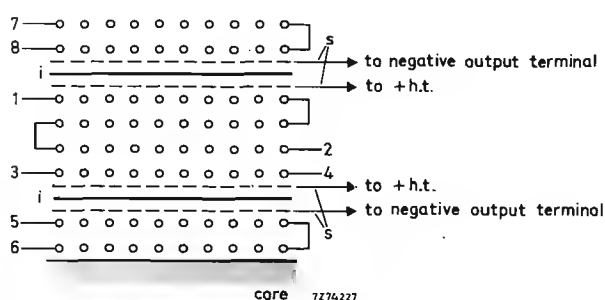 7
8
s
to negative output terminal
i
to +h.t.
1
2
3
4
to +h.t.
i
to negative output terminal
s
5
6
core 7Z74227